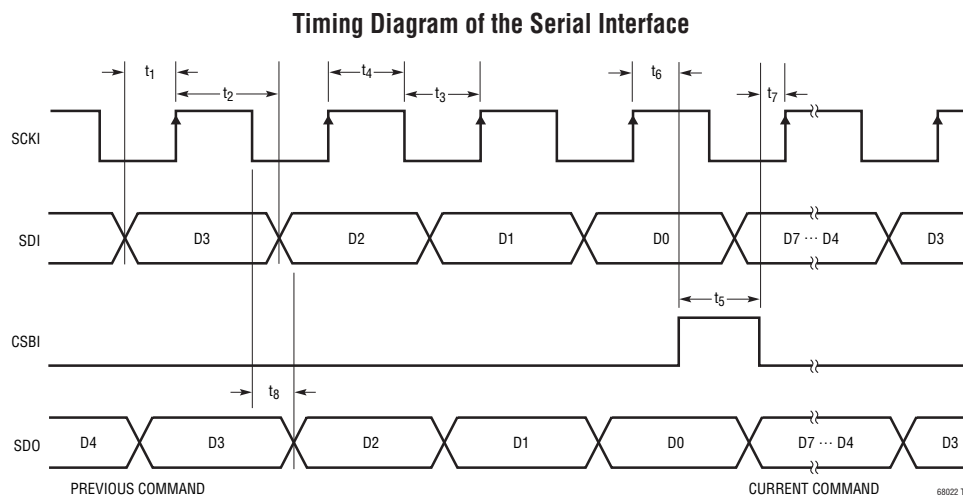 Timing Diagram of the Serial Interface
t1
t2
t4
t3
t6
t7
SCKI
SDI
D3
D2
D1
D0
D7 ··· D4
D3
t5
CSBI
t8
SDO
D4
D3
D2
D1
D0
D7 ··· D4
D3
PREVIOUS COMMAND
CURRENT COMMAND
68022 T